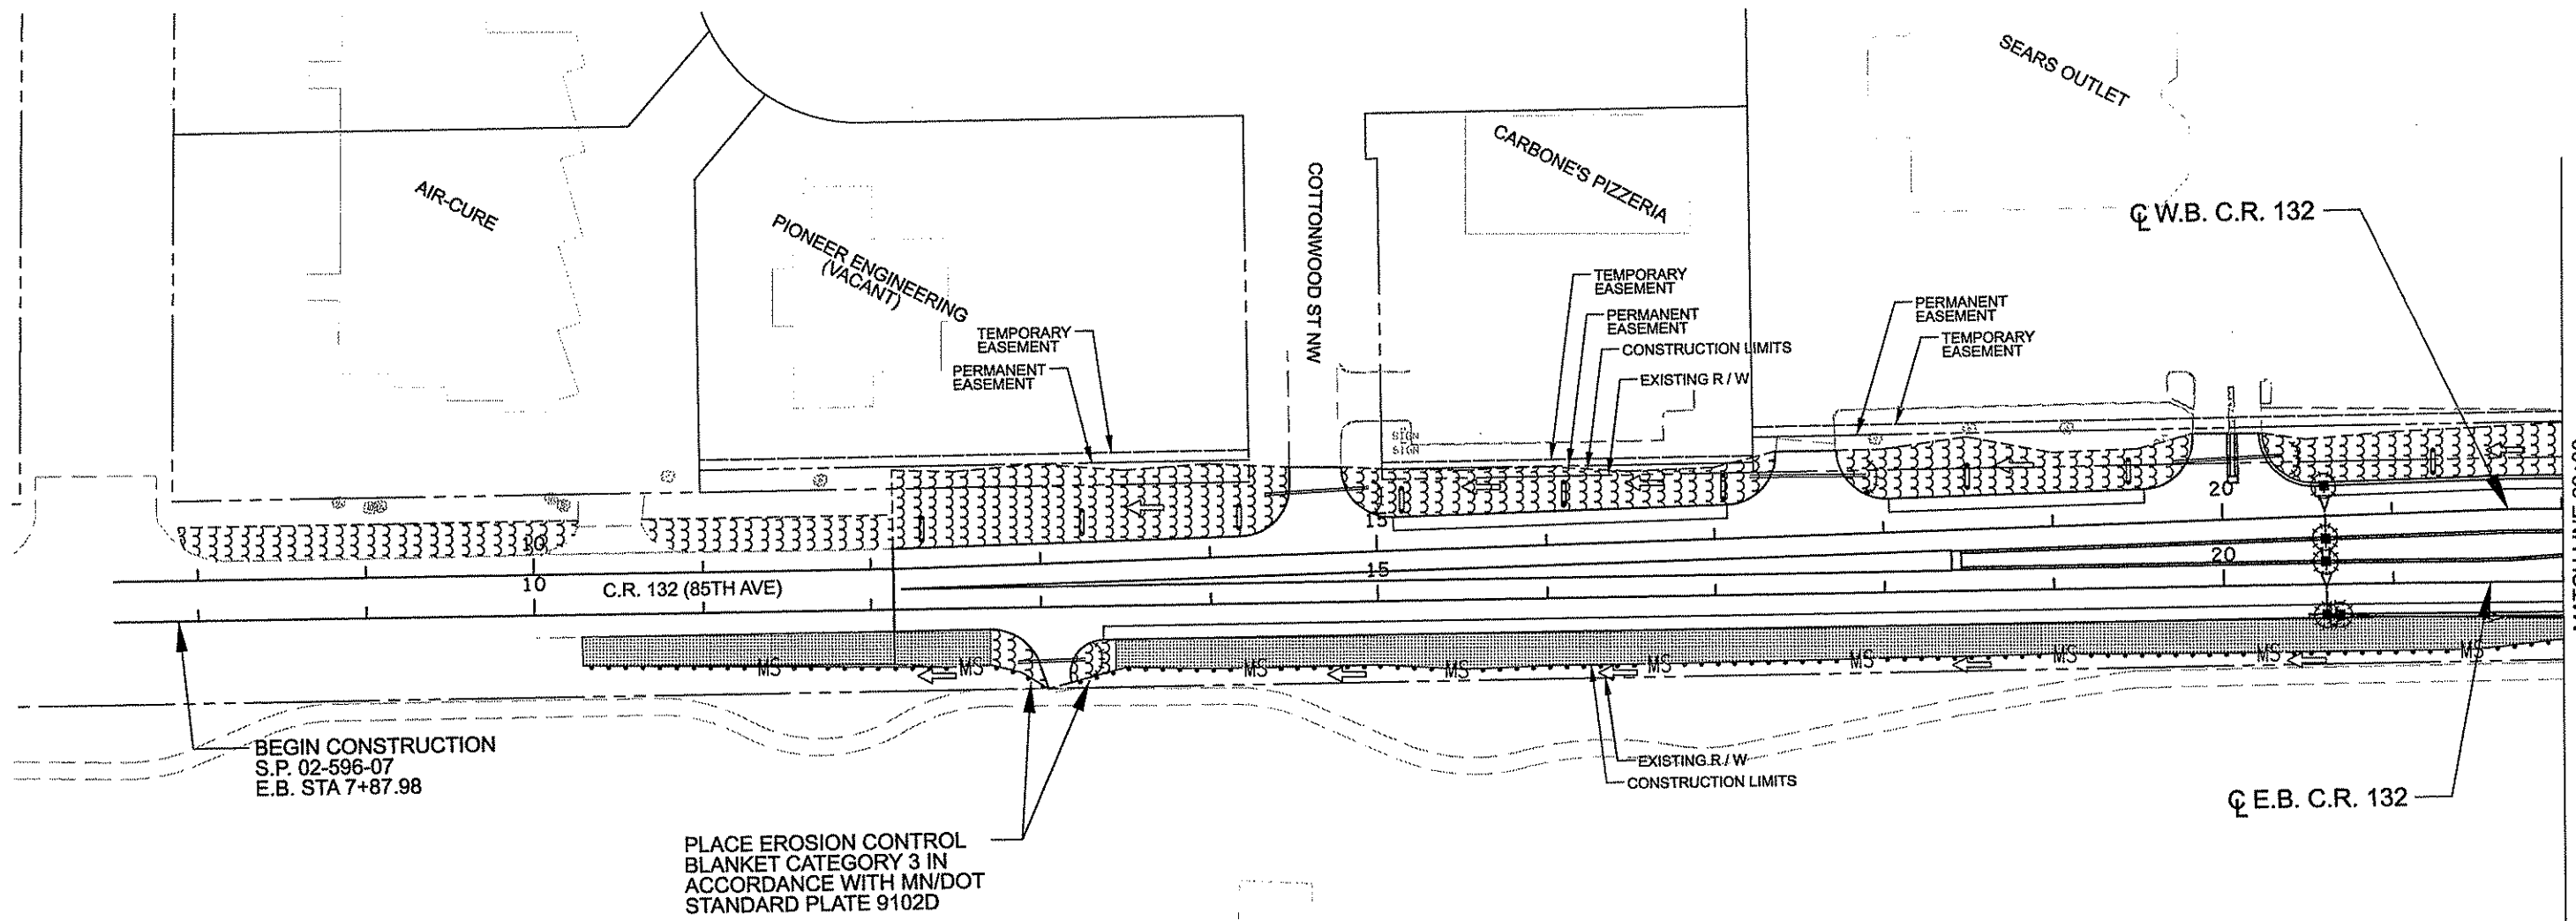 SEARS OUTLET
CARBONE'S PIZZERIA
AIR-CURE
PIONEER ENGINEERING
(VACANT)
COTTONWOOD ST NW
℄ W.B. C.R. 132
TEMPORARY
EASEMENT
PERMANENT
EASEMENT
TEMPORARY
EASEMENT
PERMANENT
EASEMENT
CONSTRUCTION LIMITS
EXISTING R / W
PERMANENT
EASEMENT
TEMPORARY
EASEMENT
SIGN
SIGN
10
15
20
10
C.R. 132 (85TH AVE)
15
20
MS
MS
MS
MS
MS
MS
MS
MS
MS
BEGIN CONSTRUCTION
S.P. 02-596-07
E.B. STA 7+87.98
EXISTING R / W
CONSTRUCTION LIMITS
℄ E.B. C.R. 132
PLACE EROSION CONTROL
BLANKET CATEGORY 3 IN
ACCORDANCE WITH MN/DOT
STANDARD PLATE 9102D